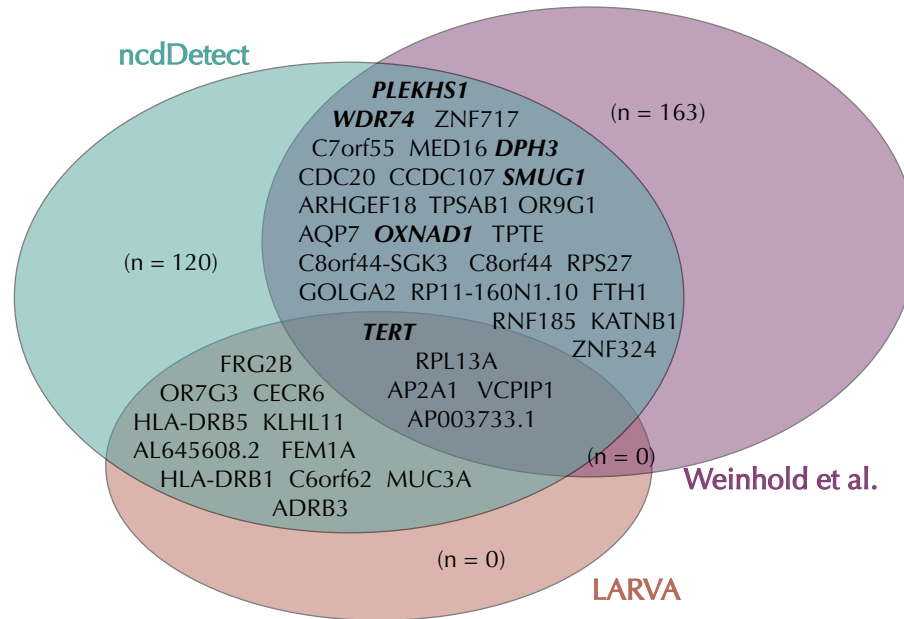 ncdDetect
PLEKHS1
(n = 163)
WDR74 ZNF717
C7orf55 MED16 DPH3
CDC20 CCDC107 SMUG1
ARHGEF18 TPSAB1 OR9G1
AQP7 OXNAD1 TPTE
(n = 120)
C8orf44-SGK3 C8orf44 RPS27
GOLGA2 RP11-160N1.10 FTH1
RNF185 KATNB1
ZNF324
TERT
RPL13A
AP2A1 VCPIP1
AP003733.1
FRG2B
OR7G3 CECR6
HLA-DRB5 KLHL11
AL645608.2 FEM1A
HLA-DRB1 C6orf62 MUC3A
ADRB3
(n = 0)
Weinhold et al.
(n = 0)
LARVA